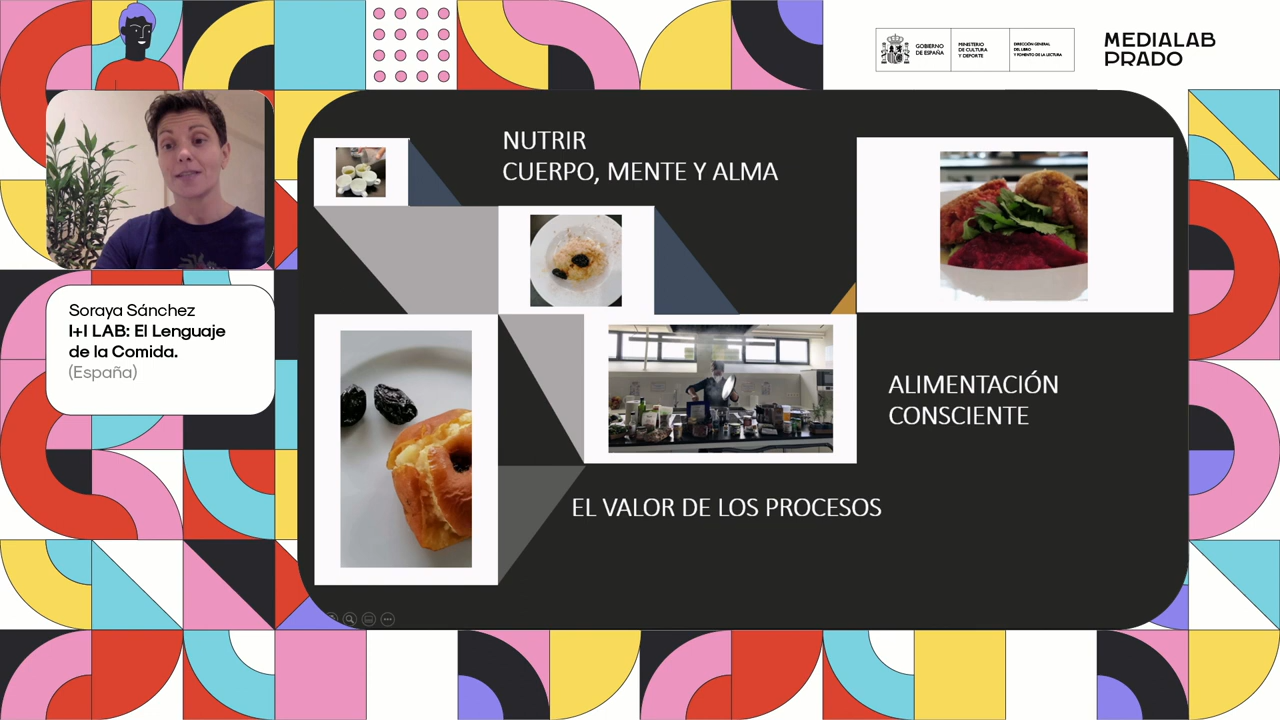 GOBIERNO
DE ESPAÑA
MINISTERIO
DE CULTURA
Y DEPORTE
DIRECCIÓN GENERAL
DEL LIBRO
Y FOMENTO DE LA LECTURA
MEDIALAB
PRADO
NUTRIR
CUERPO, MENTE Y ALMA
Soraya Sánchez
I+I LAB: El Lenguaje
de la Comida.
(España)
ALIMENTACIÓN
CONSCIENTE
EL VALOR DE LOS PROCESOS